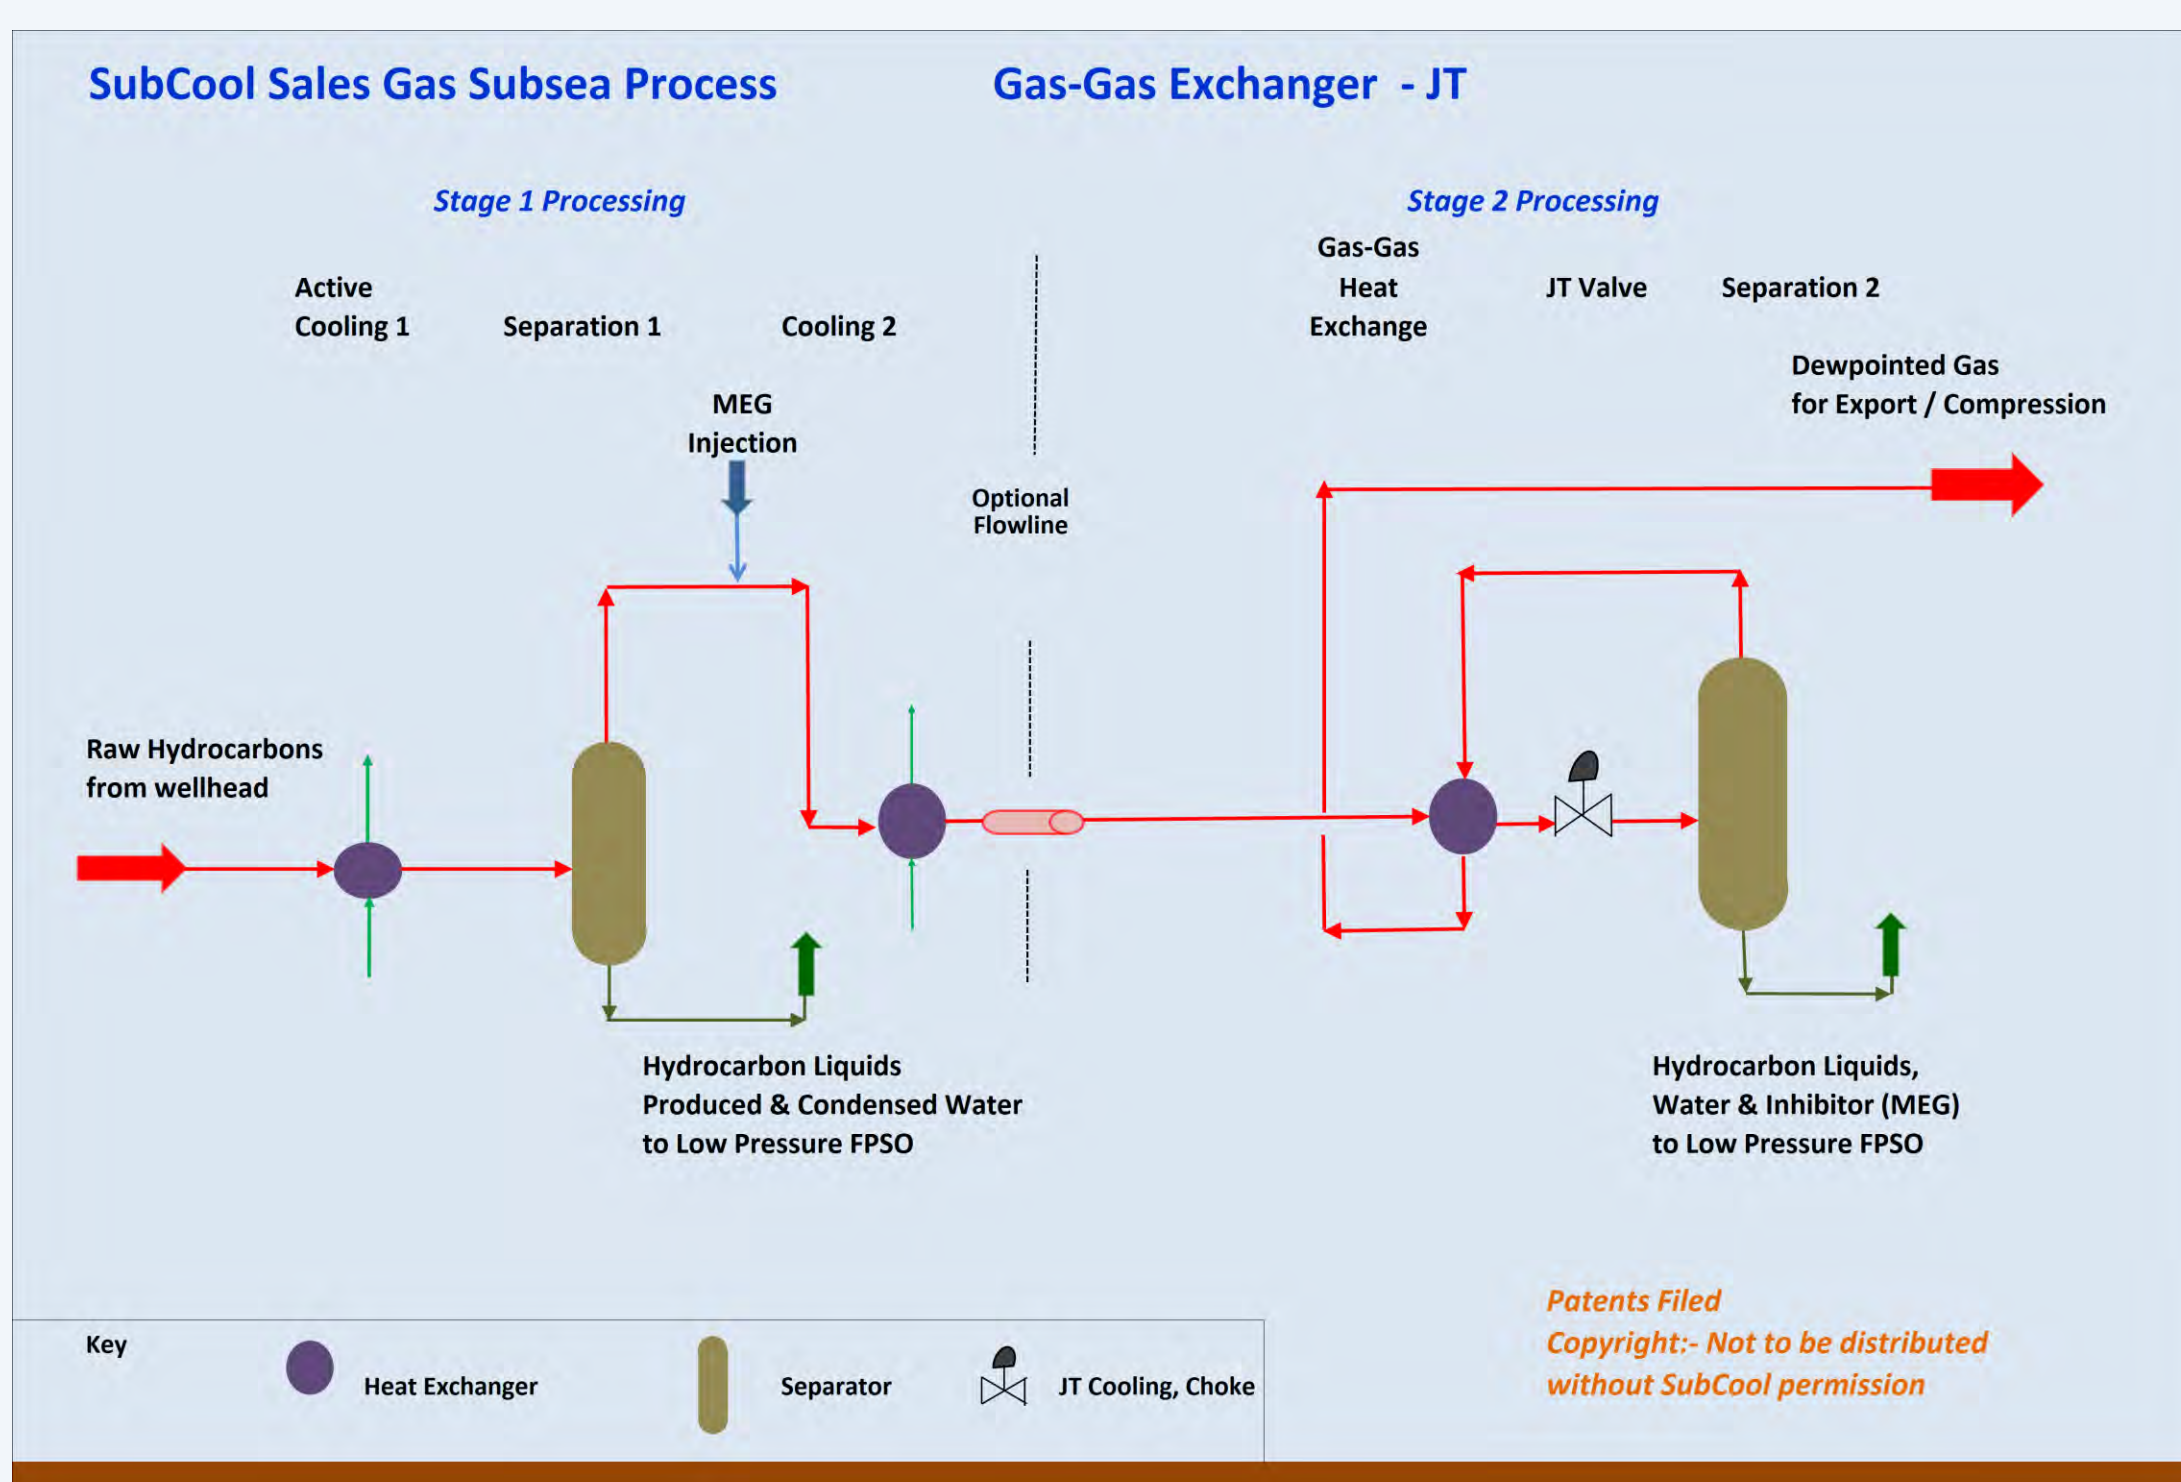 SubCool Sales Gas Subsea Process
Gas-Gas Exchanger - JT
Stage 1 Processing
Stage 2 Processing
Active
Cooling 1
Separation 1
Cooling 2
Gas-Gas
Heat
Exchange
JT Valve
Separation 2
MEG
Injection
Optional
Flowline
Dewpointed Gas
for Export / Compression
Raw Hydrocarbons
from wellhead
Hydrocarbon Liquids
Produced & Condensed Water
to Low Pressure FPSO
Hydrocarbon Liquids,
Water & Inhibitor (MEG)
to Low Pressure FPSO
Key
Heat Exchanger
Separator
JT Cooling, Choke
Patents Filed
Copyright:- Not to be distributed
without SubCool permission